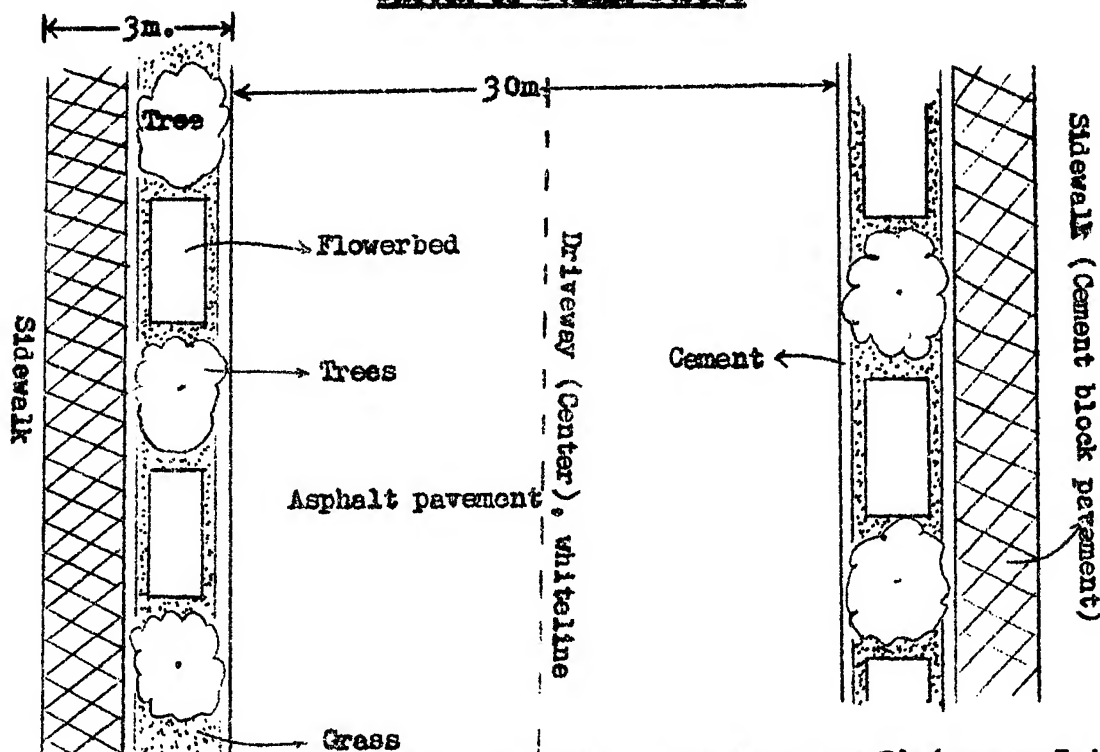 3m.
30m
Tree
Flowerbed
Trees
Cement
Asphalt pavement
Driveway (Center), whiteline
Sidewalk
Sidewalk (Cement block pavement)
Grass